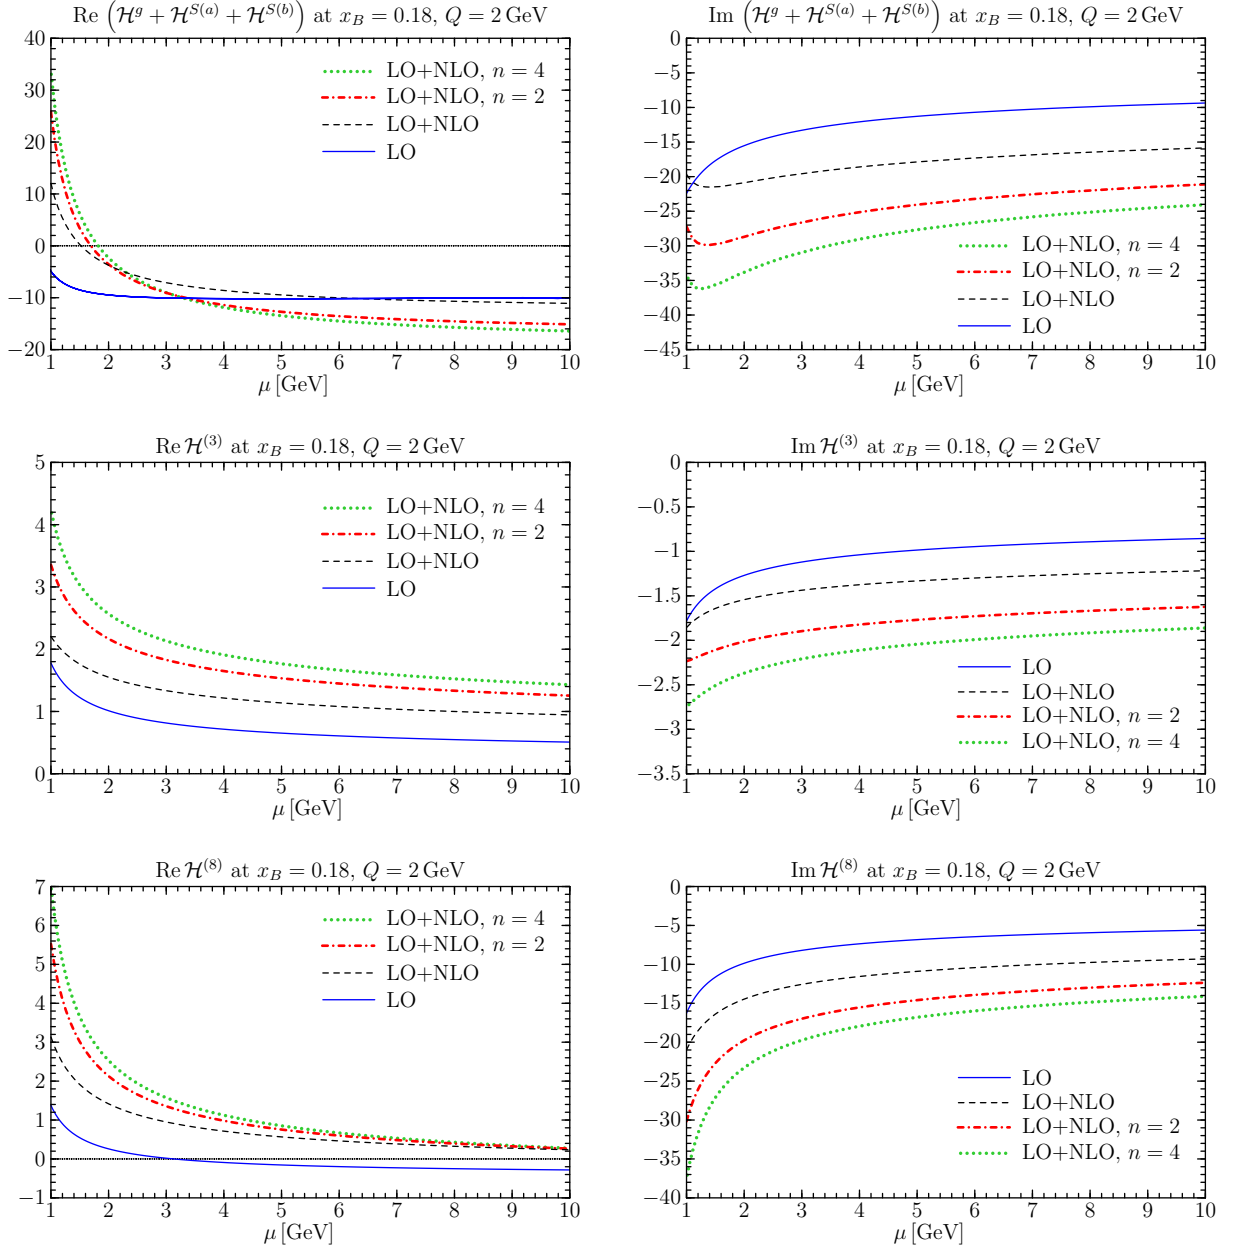 Re (ℋ^g + ℋ^{S(a)} + ℋ^{S(b)}) at x_B = 0.18, Q = 2 GeV
40
30
20
10
0
−10
−20
1 2 3 4 5 6 7 8 9 10
μ [GeV]
LO+NLO, n = 4
LO+NLO, n = 2
LO+NLO
LO
Im (ℋ^g + ℋ^{S(a)} + ℋ^{S(b)}) at x_B = 0.18, Q = 2 GeV
0
−5
−10
−15
−20
−25
−30
−35
−40
−45
1 2 3 4 5 6 7 8 9 10
μ [GeV]
LO+NLO, n = 4
LO+NLO, n = 2
LO+NLO
LO
Re ℋ^{(3)} at x_B = 0.18, Q = 2 GeV
5
4
3
2
1
0
1 2 3 4 5 6 7 8 9 10
μ [GeV]
LO+NLO, n = 4
LO+NLO, n = 2
LO+NLO
LO
Im ℋ^{(3)} at x_B = 0.18, Q = 2 GeV
0
−0.5
−1
−1.5
−2
−2.5
−3
−3.5
1 2 3 4 5 6 7 8 9 10
μ [GeV]
LO
LO+NLO
LO+NLO, n = 2
LO+NLO, n = 4
Re ℋ^{(8)} at x_B = 0.18, Q = 2 GeV
7
6
5
4
3
2
1
0
−1
1 2 3 4 5 6 7 8 9 10
μ [GeV]
LO+NLO, n = 4
LO+NLO, n = 2
LO+NLO
LO
Im ℋ^{(8)} at x_B = 0.18, Q = 2 GeV
0
−5
−10
−15
−20
−25
−30
−35
−40
1 2 3 4 5 6 7 8 9 10
μ [GeV]
LO
LO+NLO
LO+NLO, n = 2
LO+NLO, n = 4